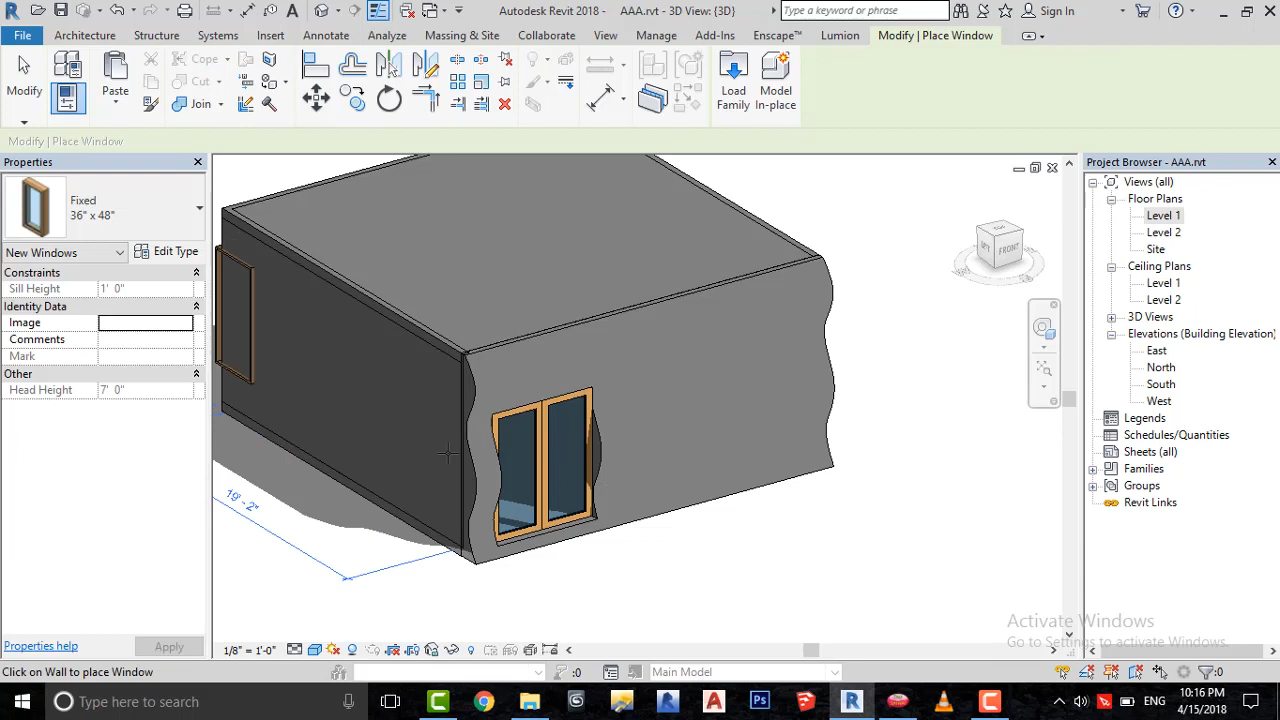 Autodesk Revit 2018 - AAA.rvt - 3D View: {3D}
Type a keyword or phrase
Sign In
File
Architecture
Structure
Systems
Insert
Annotate
Analyze
Massing & Site
Collaborate
View
Manage
Add-Ins
Enscape™
Lumion
Modify | Place Window
Modify
Paste
Cope
Cut
Join
Load
Family
Model
In-place
Modify | Place Window
Properties
Fixed
36" x 48"
New Windows
Edit Type
Constraints
Sill Height 1' 0"
Identity Data
Image
Comments
Mark
Other
Head Height 7' 0"
Properties help
Apply
19' - 2"
FRONT
Project Browser - AAA.rvt
Views (all)
Floor Plans
Level 1
Level 2
Site
Ceiling Plans
Level 1
Level 2
3D Views
Elevations (Building Elevation)
East
North
South
West
Legends
Schedules/Quantities
Sheets (all)
Families
Groups
Revit Links
Activate Windows
Go to Settings to activate Windows.
1/8" = 1'-0"
Click on Wall to place Window
:0
Main Model
:0
Type here to search
ENG
10:16 PM
4/15/2018